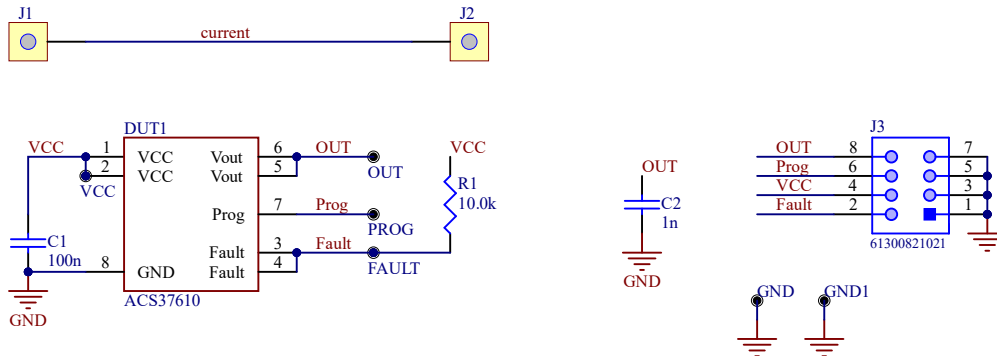 J1
current
J2
DUT1
VCC
1
2
VCC
VCC
VCC
Vout
Vout
6
5
OUT
OUT
Prog
7
Prog
PROG
Fault
Fault
3
4
Fault
FAULT
VCC
R1
10.0k
C1
100n
8
GND
ACS37610
GND
OUT
C2
1n
GND
J3
OUT
8
7
Prog
6
5
VCC
4
3
Fault
2
1
61300821021
GND
GND1